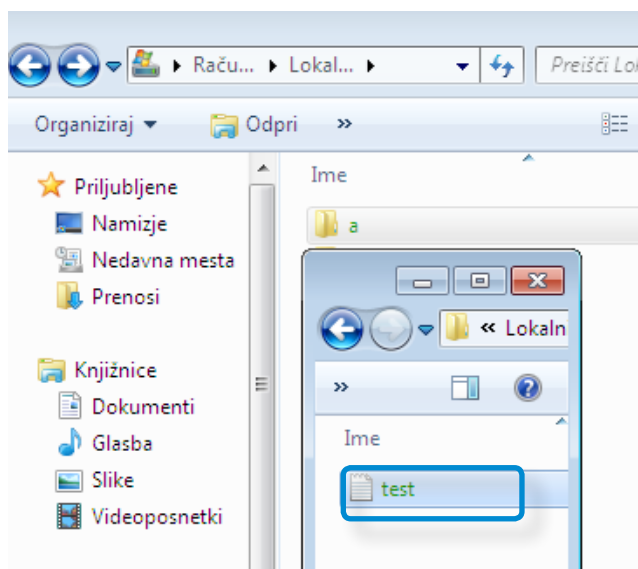 Raču... Lokal...
Preišči Lo
Organiziraj Odpri »
Priljubljene
Namizje
Nedavna mesta
Prenosi
Knjižnice
Dokumenti
Glasba
Slike
Videoposnetki
Ime
a
« Lokaln
»
Ime
test